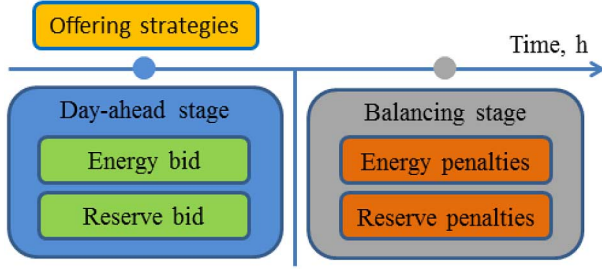 Offering strategies
Time, h
Day-ahead stage
Energy bid
Reserve bid
Balancing stage
Energy penalties
Reserve penalties